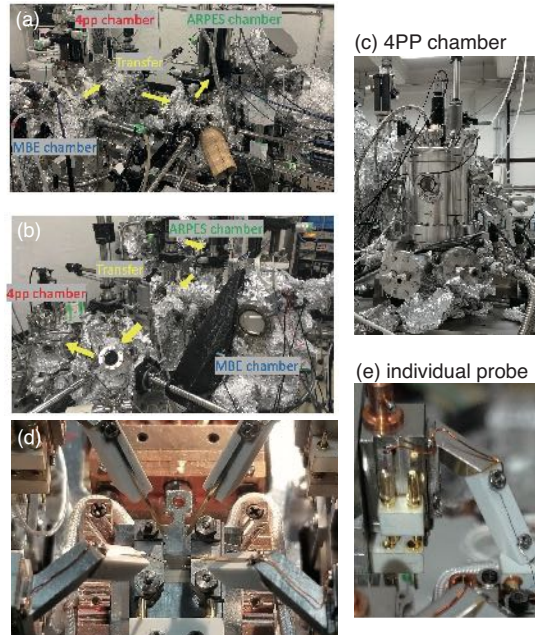 (a)
4pp chamber
ARPES chamber
Transfer
MBE chamber
(b)
ARPES chamber
Transfer
4pp chamber
MBE chamber
(c) 4PP chamber
(d)
(e) individual probe